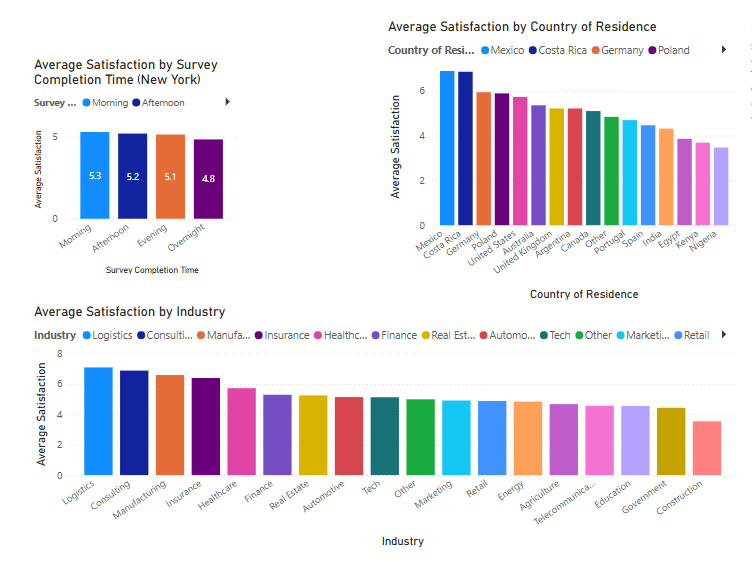 Average Satisfaction by Survey
Completion Time (New York)
Survey ... Morning Afternoon
Average Satisfaction
5
0
5.3
5.2
5.1
4.8
Morning
Afternoon
Evening
Overnight
Survey Completion Time
Average Satisfaction by Country of Residence
Country of Resi... Mexico Costa Rica Germany Poland
Average Satisfaction
6
4
2
0
Mexico
Costa Rica
Germany
Poland
United States
Australia
United Kingdom
Argentina
Canada
Other
Portugal
Spain
India
Egypt
Kenya
Nigeria
Country of Residence
Average Satisfaction by Industry
Industry Logistics Consulti... Manufa... Insurance Healthc... Finance Real Est... Automo... Tech Other Marketi... Retail
Average Satisfaction
8
6
4
2
0
Logistics
Consulting
Manufacturing
Insurance
Healthcare
Finance
Real Estate
Automotive
Tech
Other
Marketing
Retail
Energy
Agriculture
Telecommunica...
Education
Government
Construction
Industry